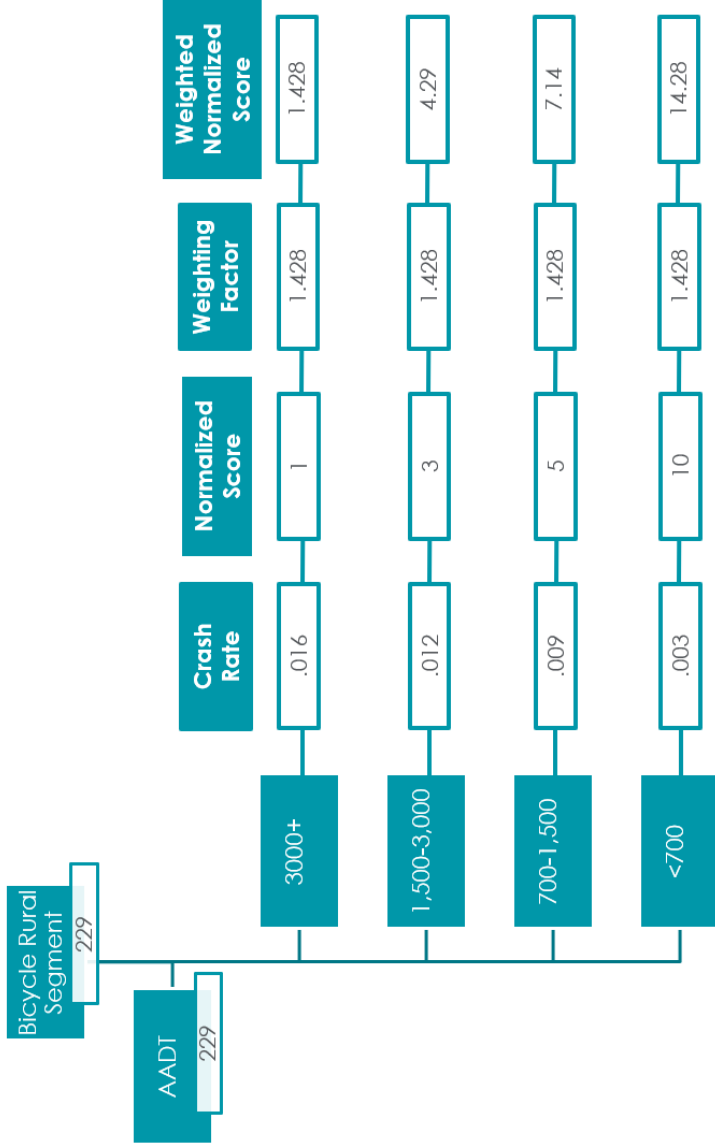 Bicycle Rural
Segment
229
AADT
229
Crash
Rate
Normalized
Score
Weighting
Factor
Weighted
Normalized
Score
3000+
.016
1
1.428
1.428
1,500-3,000
.012
3
1.428
4.29
700-1,500
.009
5
1.428
7.14
<700
.003
10
1.428
14.28